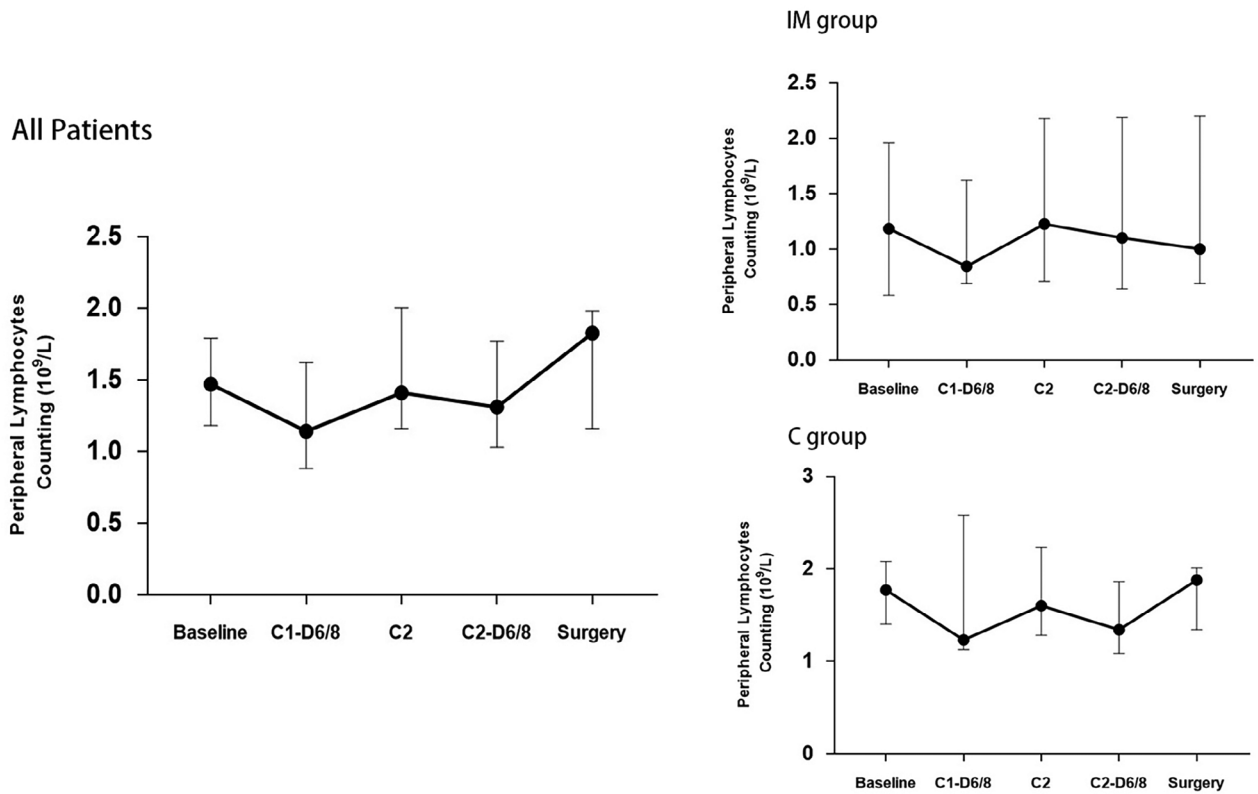 All Patients
Peripheral Lymphocytes
Counting (10⁹/L)
2.5
2.0
1.5
1.0
0.5
0.0
Baseline C1-D6/8 C2 C2-D6/8 Surgery
IM group
Peripheral Lymphocytes
Counting (10⁹/L)
2.5
2.0
1.5
1.0
0.5
0.0
Baseline C1-D6/8 C2 C2-D6/8 Surgery
C group
Peripheral Lymphocytes
Counting (10⁹/L)
3
2
1
0
Baseline C1-D6/8 C2 C2-D6/8 Surgery